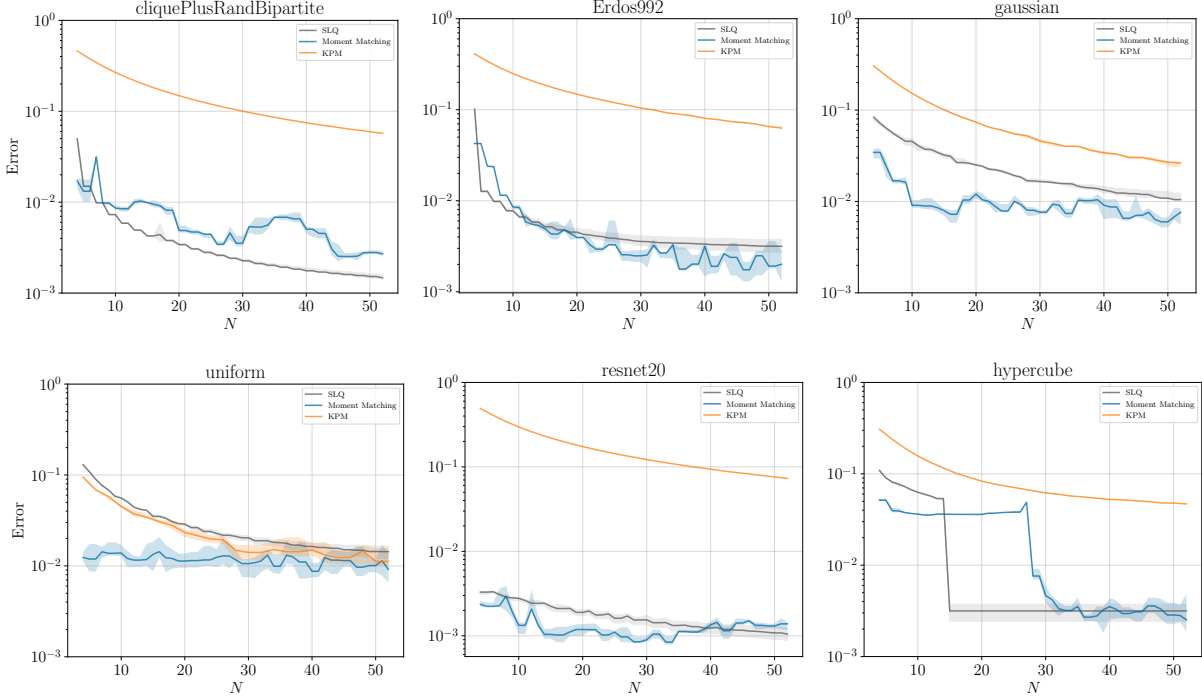 cliquePlusRandBipartite
SLQ
Moment Matching
KPM
10^0
10^{-1}
10^{-2}
10^{-3}
Error
10
20
30
40
50
N
Erdos992
SLQ
Moment Matching
KPM
10^0
10^{-1}
10^{-2}
10^{-3}
10
20
30
40
50
N
gaussian
SLQ
Moment Matching
KPM
10^0
10^{-1}
10^{-2}
10^{-3}
10
20
30
40
50
N
uniform
SLQ
Moment Matching
KPM
10^0
10^{-1}
10^{-2}
10^{-3}
Error
10
20
30
40
50
N
resnet20
SLQ
Moment Matching
KPM
10^0
10^{-1}
10^{-2}
10^{-3}
10
20
30
40
50
N
hypercube
SLQ
Moment Matching
KPM
10^0
10^{-1}
10^{-2}
10^{-3}
10
20
30
40
50
N